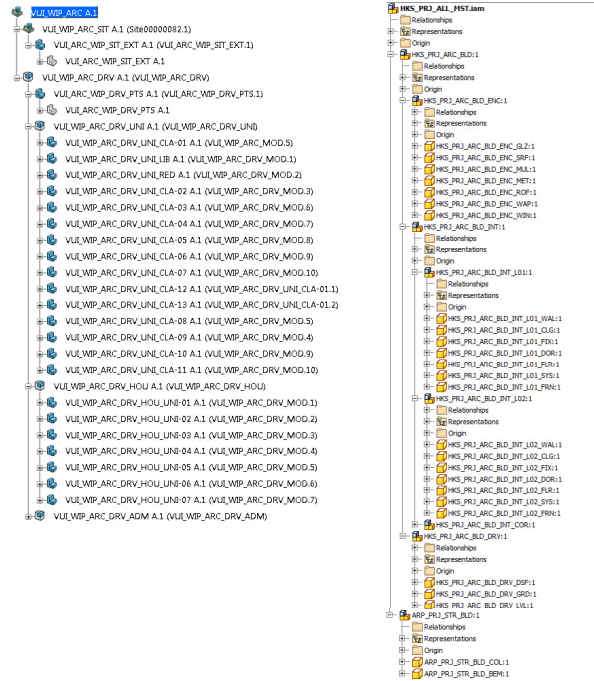 VUI_WIP_ARC A.1
VUI_WIP_ARC_SIT A.1 (Site00000082.1)
VUI_ARC_WIP_SIT_EXT A.1 (VUI_ARC_WIP_SIT_EXT.1)
VUI_ARC_WIP_SIT_EXT A.1
VUI_WIP_ARC_DRV A.1 (VUI_WIP_ARC_DRV)
VUI_ARC_WIP_DRV_PTS A.1 (VUI_ARC_WIP_DRV_PTS.1)
VUI_ARC_WIP_DRV_PTS A.1
VUI_WIP_ARC_DRV_UNI A.1 (VUI_WIP_ARC_DRV_UNI)
VUI_WIP_ARC_DRV_UNI_CLA-01 A.1 (VUI_WIP_ARC_MOD.5)
VUI_WIP_ARC_DRV_UNI_LIB A.1 (VUI_WIP_ARC_MOD.1)
VUI_WIP_ARC_DRV_UNI_RED A.1 (VUI_WIP_ARC_MOD.2)
VUI_WIP_ARC_DRV_UNI_CLA-02 A.1 (VUI_WIP_ARC_DRV_MOD.3)
VUI_WIP_ARC_DRV_UNI_CLA-03 A.1 (VUI_WIP_ARC_DRV_MOD.6)
VUI_WIP_ARC_DRV_UNI_CLA-04 A.1 (VUI_WIP_ARC_DRV_MOD.7)
VUI_WIP_ARC_DRV_UNI_CLA-05 A.1 (VUI_WIP_ARC_DRV_MOD.8)
VUI_WIP_ARC_DRV_UNI_CLA-06 A.1 (VUI_WIP_ARC_DRV_MOD.9)
VUI_WIP_ARC_DRV_UNI_CLA-07 A.1 (VUI_WIP_ARC_DRV_MOD.10)
VUI_WIP_ARC_DRV_UNI_CLA-12 A.1 (VUI_WIP_ARC_DRV_UNI_CLA-01.1)
VUI_WIP_ARC_DRV_UNI_CLA-13 A.1 (VUI_WIP_ARC_DRV_UNI_CLA-01.2)
VUI_WIP_ARC_DRV_UNI_CLA-08 A.1 (VUI_WIP_ARC_DRV_MOD.5)
VUI_WIP_ARC_DRV_UNI_CLA-09 A.1 (VUI_WIP_ARC_DRV_MOD.4)
VUI_WIP_ARC_DRV_UNI_CLA-10 A.1 (VUI_WIP_ARC_DRV_MOD.9)
VUI_WIP_ARC_DRV_UNI_CLA-11 A.1 (VUI_WIP_ARC_DRV_MOD.10)
VUI_WIP_ARC_DRV_HOU A.1 (VUI_WIP_ARC_DRV_HOU)
VUI_WIP_ARC_DRV_HOU_UNI-01 A.1 (VUI_WIP_ARC_DRV_MOD.1)
VUI_WIP_ARC_DRV_HOU_UNI-02 A.1 (VUI_WIP_ARC_DRV_MOD.2)
VUI_WIP_ARC_DRV_HOU_UNI-03 A.1 (VUI_WIP_ARC_DRV_MOD.3)
VUI_WIP_ARC_DRV_HOU_UNI-04 A.1 (VUI_WIP_ARC_DRV_MOD.4)
VUI_WIP_ARC_DRV_HOU_UNI-05 A.1 (VUI_WIP_ARC_DRV_MOD.5)
VUI_WIP_ARC_DRV_HOU_UNI-06 A.1 (VUI_WIP_ARC_DRV_MOD.6)
VUI_WIP_ARC_DRV_HOU_UNI-07 A.1 (VUI_WIP_ARC_DRV_MOD.7)
VUI_WIP_ARC_DRV_ADM A.1 (VUI_WIP_ARC_DRV_ADM)
HKS_PRJ_ALL_MST.iam
Relationships
Representations
Origin
HKS_PRJ_ARC_BLD:1
Relationships
Representations
Origin
HKS_PRJ_ARC_BLD_ENC:1
Relationships
Representations
Origin
HKS_PRJ_ARC_BLD_ENC_GLZ:1
HKS_PRJ_ARC_BLD_ENC_SRF:1
HKS_PRJ_ARC_BLD_ENC_MUL:1
HKS_PRJ_ARC_BLD_ENC_MET:1
HKS_PRJ_ARC_BLD_ENC_ROF:1
HKS_PRJ_ARC_BLD_ENC_WAP:1
HKS_PRJ_ARC_BLD_ENC_WIN:1
HKS_PRJ_ARC_BLD_INT:1
Relationships
Representations
Origin
HKS_PRJ_ARC_BLD_INT_L01:1
Relationships
Representations
Origin
HKS_PRJ_ARC_BLD_INT_L01_WAL:1
HKS_PRJ_ARC_BLD_INT_L01_CLG:1
HKS_PRJ_ARC_BLD_INT_L01_FIX:1
HKS_PRJ_ARC_BLD_INT_L01_DOR:1
HKS_PRJ_ARC_BLD_INT_L01_FLR:1
HKS_PRJ_ARC_BLD_INT_L01_SYS:1
HKS_PRJ_ARC_BLD_INT_L01_FRN:1
HKS_PRJ_ARC_BLD_INT_L02:1
Relationships
Representations
Origin
HKS_PRJ_ARC_BLD_INT_L02_WAL:1
HKS_PRJ_ARC_BLD_INT_L02_CLG:1
HKS_PRJ_ARC_BLD_INT_L02_FIX:1
HKS_PRJ_ARC_BLD_INT_L02_DOR:1
HKS_PRJ_ARC_BLD_INT_L02_FLR:1
HKS_PRJ_ARC_BLD_INT_L02_SYS:1
HKS_PRJ_ARC_BLD_INT_L02_FRN:1
HKS_PRJ_ARC_BLD_INT_COR:1
HKS_PRJ_ARC_BLD_DRV:1
Relationships
Representations
Origin
HKS_PRJ_ARC_BLD_DRV_DSF:1
HKS_PRJ_ARC_BLD_DRV_GRD:1
HKS_PRJ_ARC_BLD_DRV_LVL:1
ARP_PRJ_STR_BLD:1
Relationships
Representations
Origin
ARP_PRJ_STR_BLD_COL:1
ARP_PRJ_STR_BLD_BEM:1